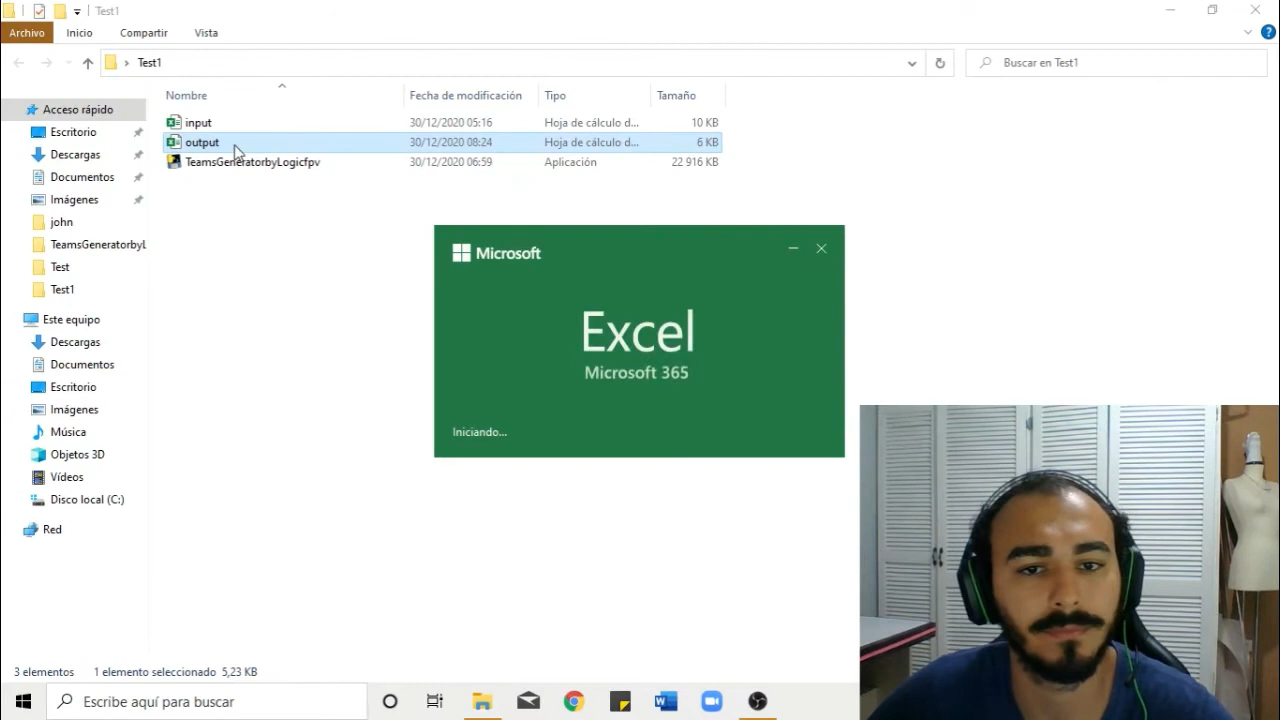 Test1
Archivo Inicio Compartir Vista
Test1 Buscar en Test1
Nombre Fecha de modificación Tipo Tamaño
input 30/12/2020 05:16 Hoja de cálculo d... 10 KB
output 30/12/2020 08:24 Hoja de cálculo d... 6 KB
TeamsGeneratorbyLogicfpv 30/12/2020 06:59 Aplicación 22 916 KB
Acceso rápido
Escritorio
Descargas
Documentos
Imágenes
john
TeamsGeneratorbyL
Test
Test1
Este equipo
Descargas
Documentos
Escritorio
Imágenes
Música
Objetos 3D
Vídeos
Disco local (C:)
Red
Microsoft
Excel
Microsoft 365
Iniciando...
3 elementos 1 elemento seleccionado 5,23 KB
Escribe aquí para buscar